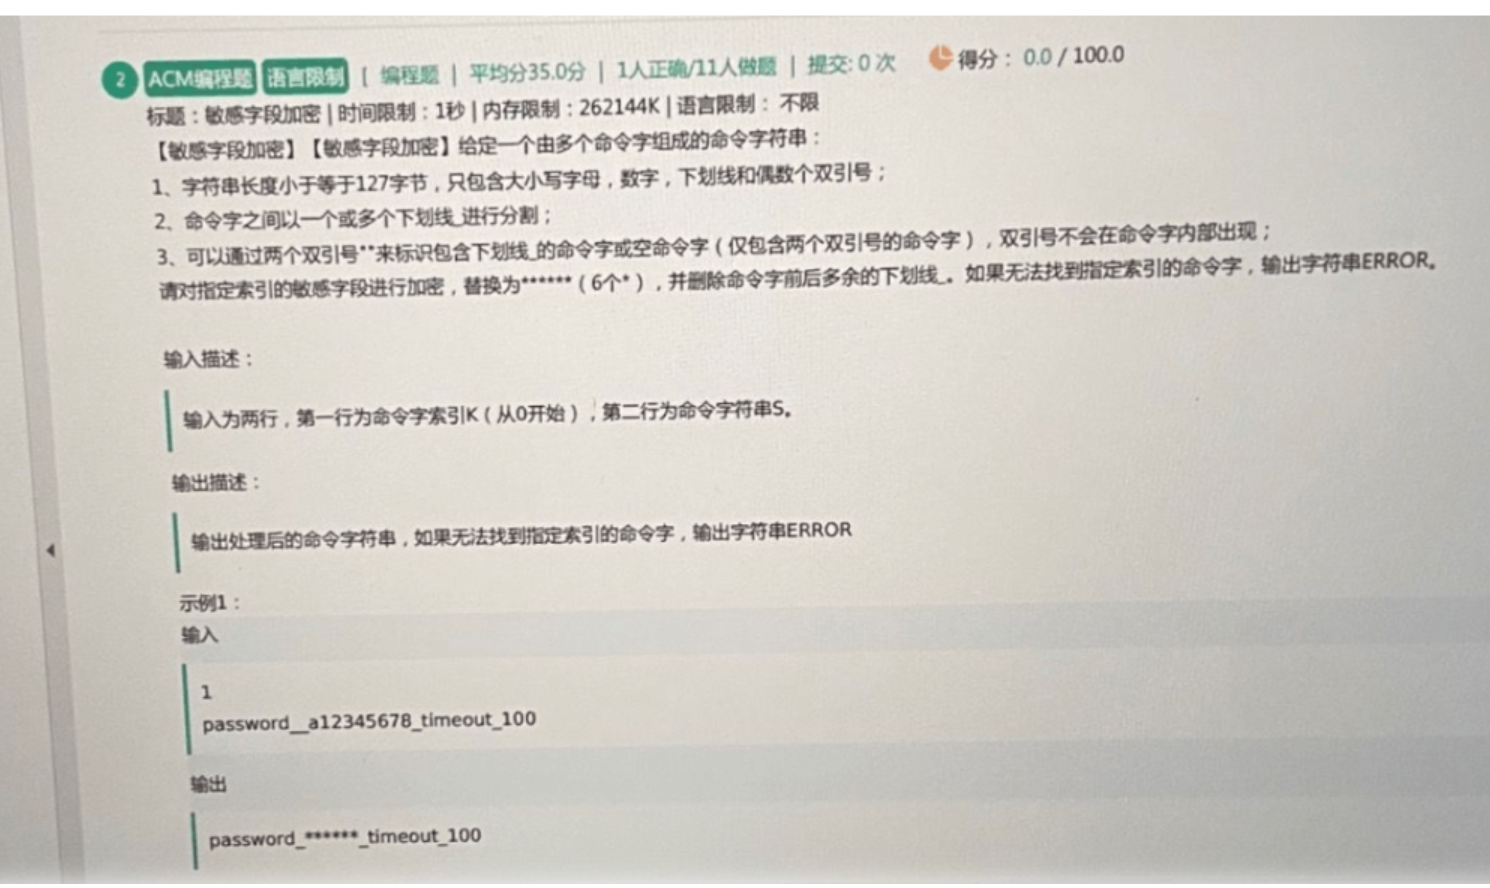 2 ACM编程题 语言限制 [ 编程题 | 平均分35.0分 | 1人正确/11人做题 | 提交: 0 次 得分： 0.0 / 100.0
标题：敏感字段加密 | 时间限制：1秒 | 内存限制：262144K | 语言限制： 不限
【敏感字段加密】【敏感字段加密】给定一个由多个命令字组成的命令字符串：
1、字符串长度小于等于127字节，只包含大小写字母，数字，下划线和偶数个双引号；
2、命令字之间以一个或多个下划线_进行分割；
3、可以通过两个双引号""来标识包含下划线_的命令字或空命令字（仅包含两个双引号的命令字），双引号不会在命令字内部出现；
请对指定索引的敏感字段进行加密，替换为******（6个*），并删除命令字前后多余的下划线_。如果无法找到指定索引的命令字，输出字符串ERROR。
输入描述：
输入为两行，第一行为命令字索引K（从0开始），第二行为命令字符串S。
输出描述：
输出处理后的命令字符串，如果无法找到指定索引的命令字，输出字符串ERROR
示例1：
输入
1
password__a12345678_timeout_100
输出
password_******_timeout_100